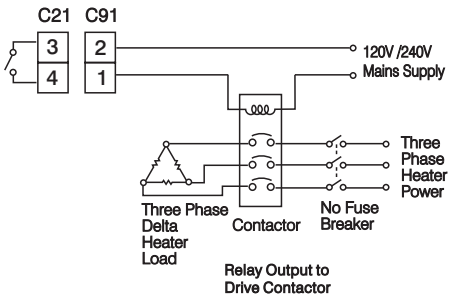 C21 C91
3 2
4 1
120V /240V
Mains Supply
Three
Phase
Heater
Power
Three Phase
Delta
Heater
Load
Contactor
No Fuse
Breaker
Relay Output to
Drive Contactor